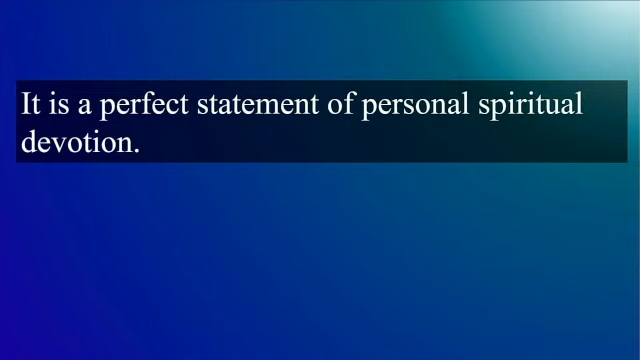 It is a perfect statement of personal spiritual
devotion.